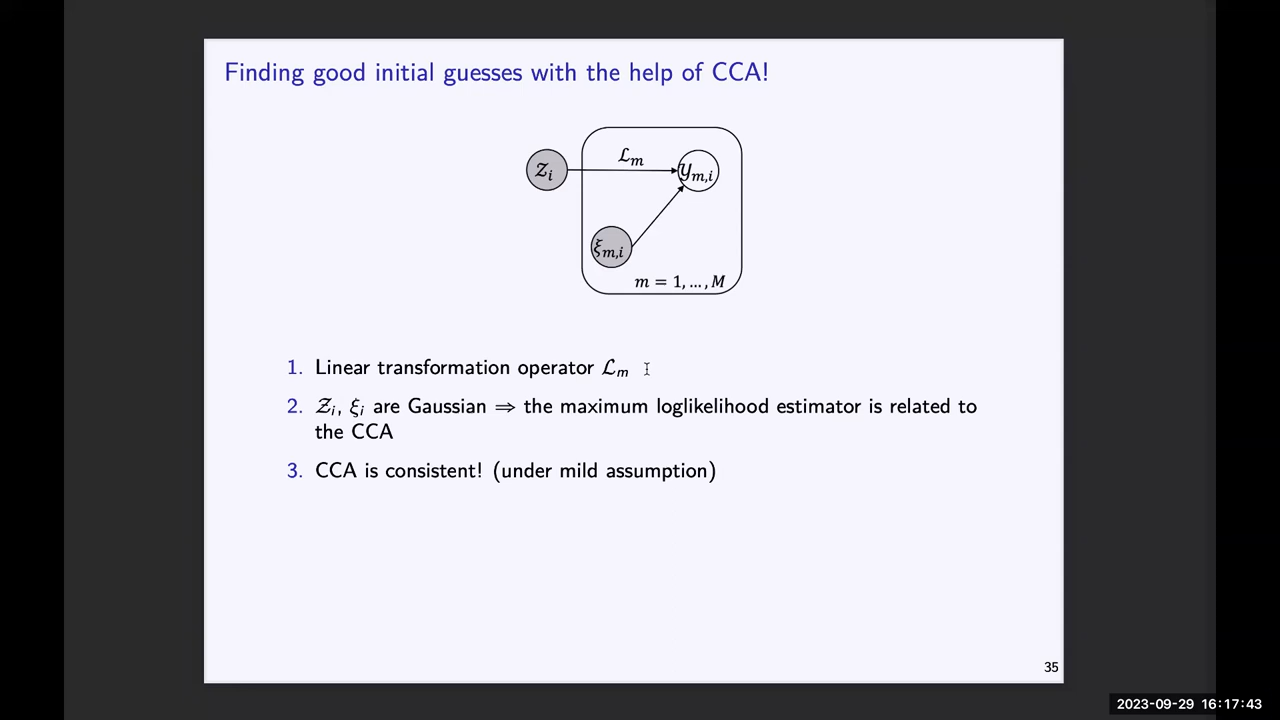 Finding good initial guesses with the help of CCA!
𝒵ᵢ
ℒₘ
𝒴ₘ,ᵢ
ξₘ,ᵢ
m = 1, ..., M
1. Linear transformation operator ℒₘ
2. 𝒵ᵢ, ξᵢ are Gaussian ⇒ the maximum loglikelihood estimator is related to
the CCA
3. CCA is consistent! (under mild assumption)
35
2023-09-29 16:17:43